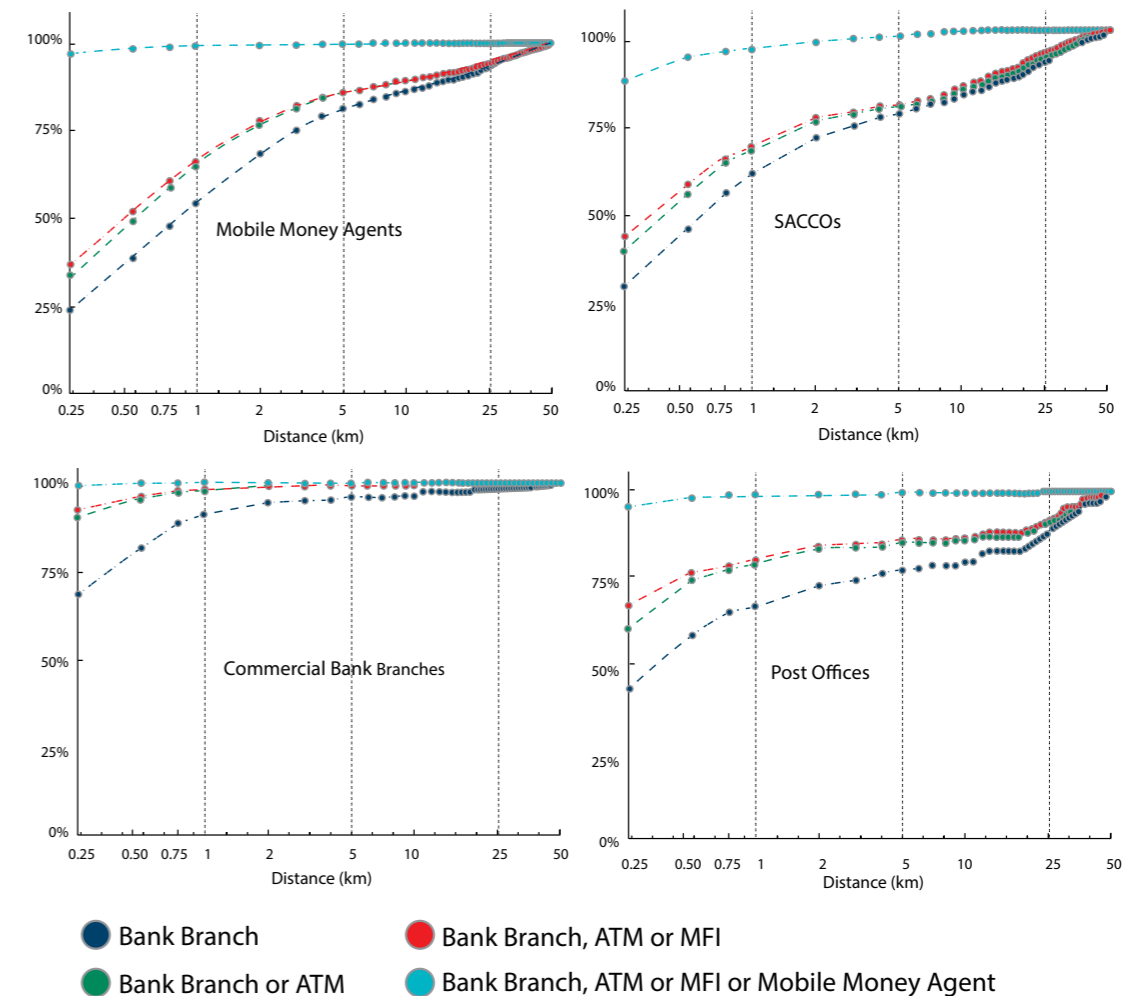 100%
75%
50%
25%
0%
Mobile Money Agents
0.25 0.50 0.75 1 2 5 10 25 50
Distance (km)
100%
75%
50%
25%
0%
SACCOs
0.25 0.50 0.75 1 2 5 10 25 50
Distance (km)
100%
75%
50%
25%
0%
Commercial Bank Branches
0.25 0.50 0.75 1 2 5 10 25 50
Distance (km)
100%
75%
50%
25%
0%
Post Offices
0.25 0.50 0.75 1 2 5 10 25 50
Distance (km)
Bank Branch
Bank Branch, ATM or MFI
Bank Branch or ATM
Bank Branch, ATM or MFI or Mobile Money Agent